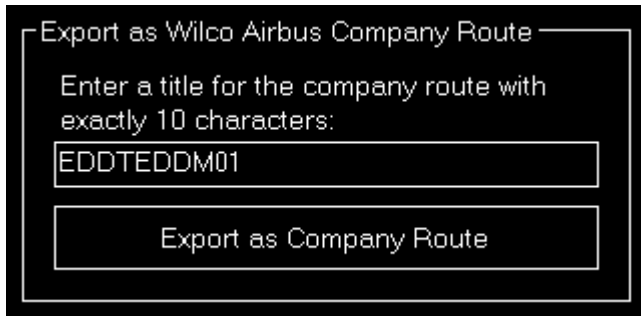 Export as Wilco Airbus Company Route
Enter a title for the company route with
exactly 10 characters:
EDDTEDDM01
Export as Company Route